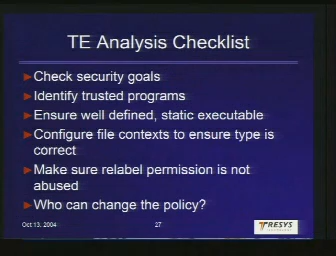 TE Analysis Checklist
Check security goals
Identify trusted programs
Ensure well defined, static executable
Configure file contexts to ensure type is
correct
Make sure relabel permission is not
abused
Who can change the policy?
Oct 13, 2004
27
TRESYS